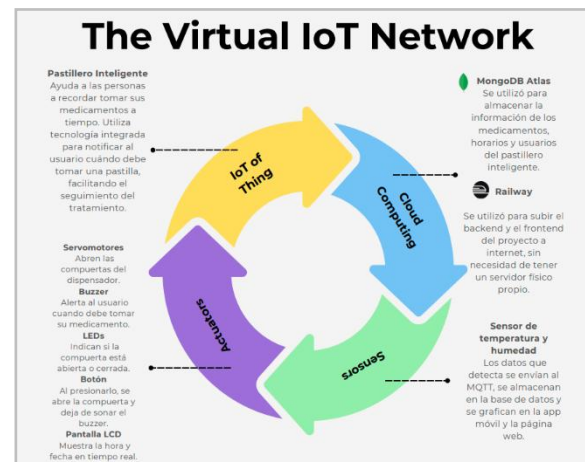 The Virtual IoT Network
Pastillero Inteligente
Ayuda a las personas
a recordar tomar sus
medicamentos a
tiempo. Utiliza
tecnología integrada
para notificar al
usuario cuándo debe
tomar una pastilla,
facilitando el
seguimiento del
tratamiento.
Servomotores
Abren las
compuertas del
dispensador.
Buzzer
Alerta al usuario
cuando debe tomar
su medicamento.
LEDs
Indican si la
compuerta está
abierta o cerrada.
Botón
Al presionarlo, se
abre la compuerta y
deja de sonar el
buzzer.
Pantalla LCD
Muestra la hora y
fecha en tiempo real.
IoT of
Thing
Cloud
Computing
Sensors
Actuators
MongoDB Atlas
Se utilizó para
almacenar la
información de los
medicamentos,
horarios y usuarios
del pastillero
inteligente.
Railway
Se utilizó para subir el
backend y el frontend
del proyecto a
internet, sin
necesidad de tener
un servidor físico
propio.
Sensor de
temperatura y
humedad
Los datos que
detecta se envían al
MQTT, se almacenan
en la base de datos y
se grafican en la app
móvil y la página
web.